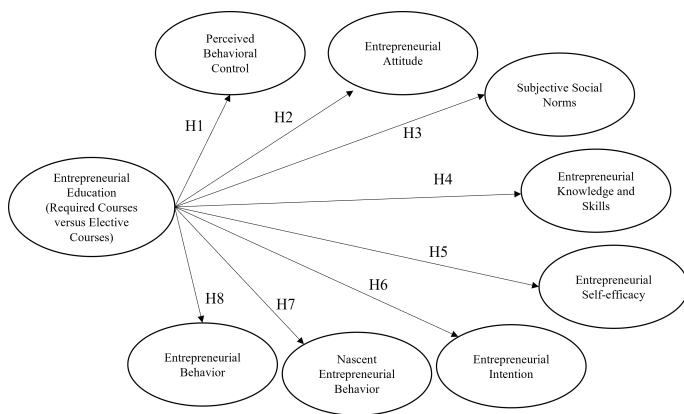 Perceived
Behavioral
Control
Entrepreneurial
Attitude
Subjective Social
Norms
H1
H2
H3
Entrepreneurial
Education
(Required Courses
versus Elective
Courses)
H4
Entrepreneurial
Knowledge and
Skills
H5
Entrepreneurial
Self-efficacy
H6
H7
H8
Entrepreneurial
Behavior
Nascent
Entrepreneurial
Behavior
Entrepreneurial
Intention